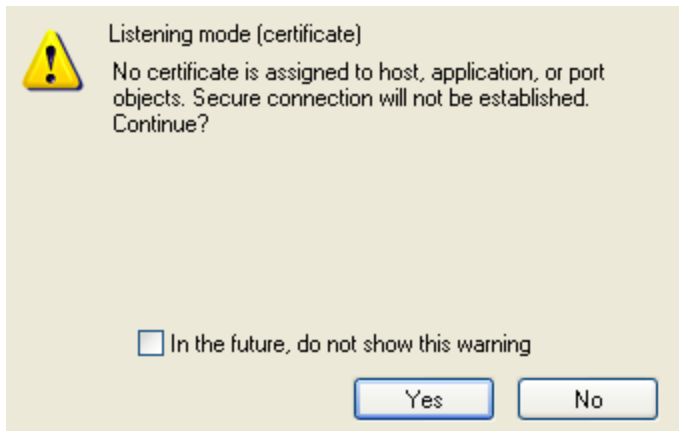 Listening mode (certificate)
No certificate is assigned to host, application, or port
objects. Secure connection will not be established.
Continue?
In the future, do not show this warning
Yes
No